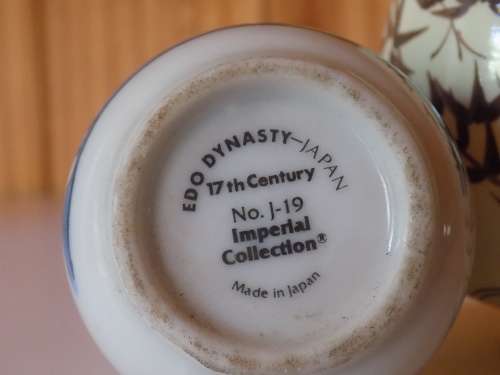 EDO DYNASTY—JAPAN
17th Century
No. J-19
Imperial
Collection®
Made in Japan